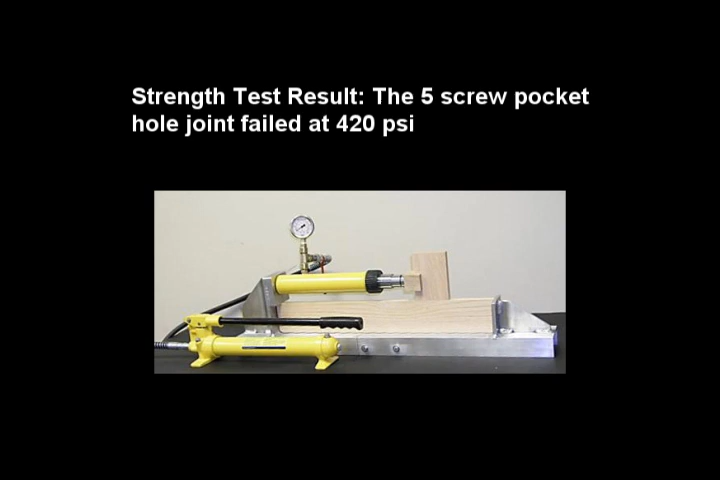 Strength Test Result: The 5 screw pocket
hole joint failed at 420 psi